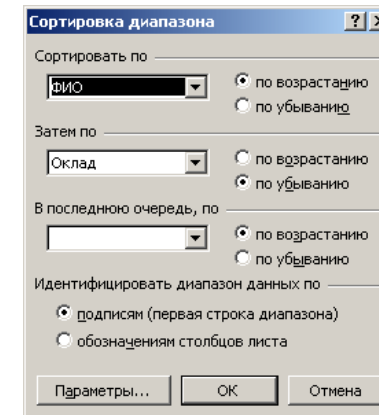 Сортировка диапазона
Сортировать по
ФИО
по возрастанию
по убыванию
Затем по
Оклад
по возрастанию
по убыванию
В последнюю очередь, по
по возрастанию
по убыванию
Идентифицировать диапазон данных по
подписям (первая строка диапазона)
обозначениям столбцов листа
Параметры... ОК Отмена